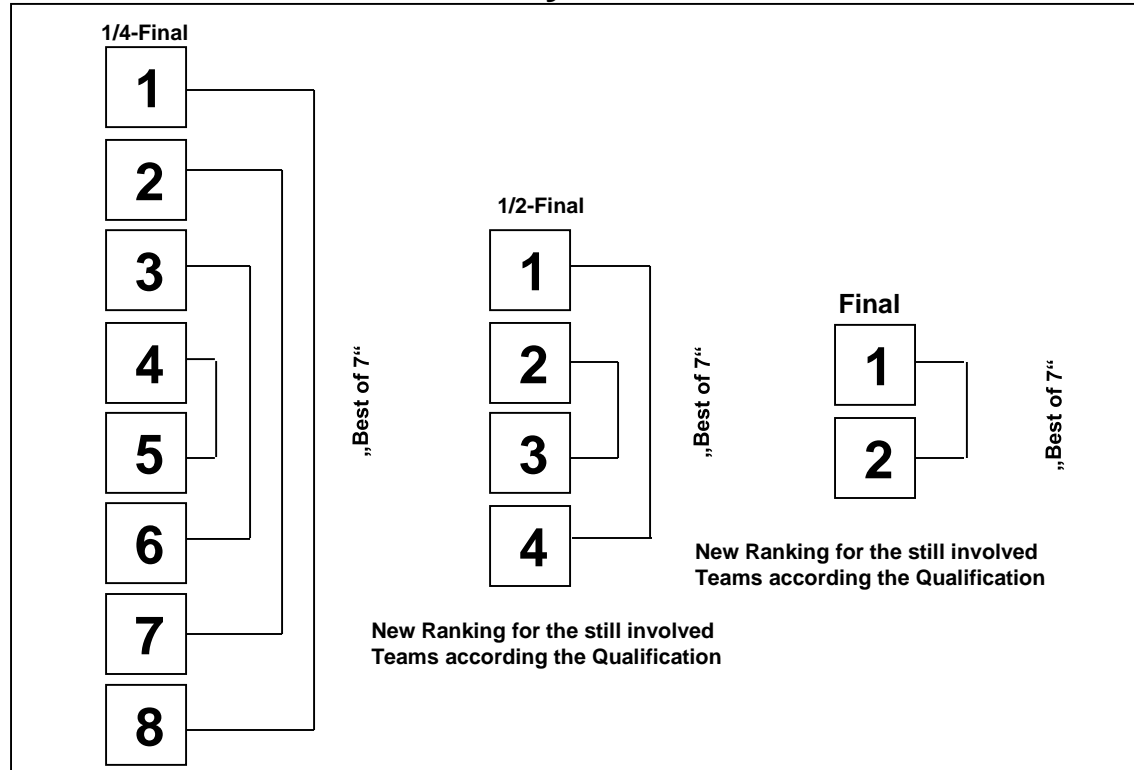 1/4-Final
1
2
3
4
5
6
7
8
„Best of 7“
1/2-Final
1
2
3
4
„Best of 7“
New Ranking for the still involved
Teams according the Qualification
Final
1
2
„Best of 7“
New Ranking for the still involved
Teams according the Qualification